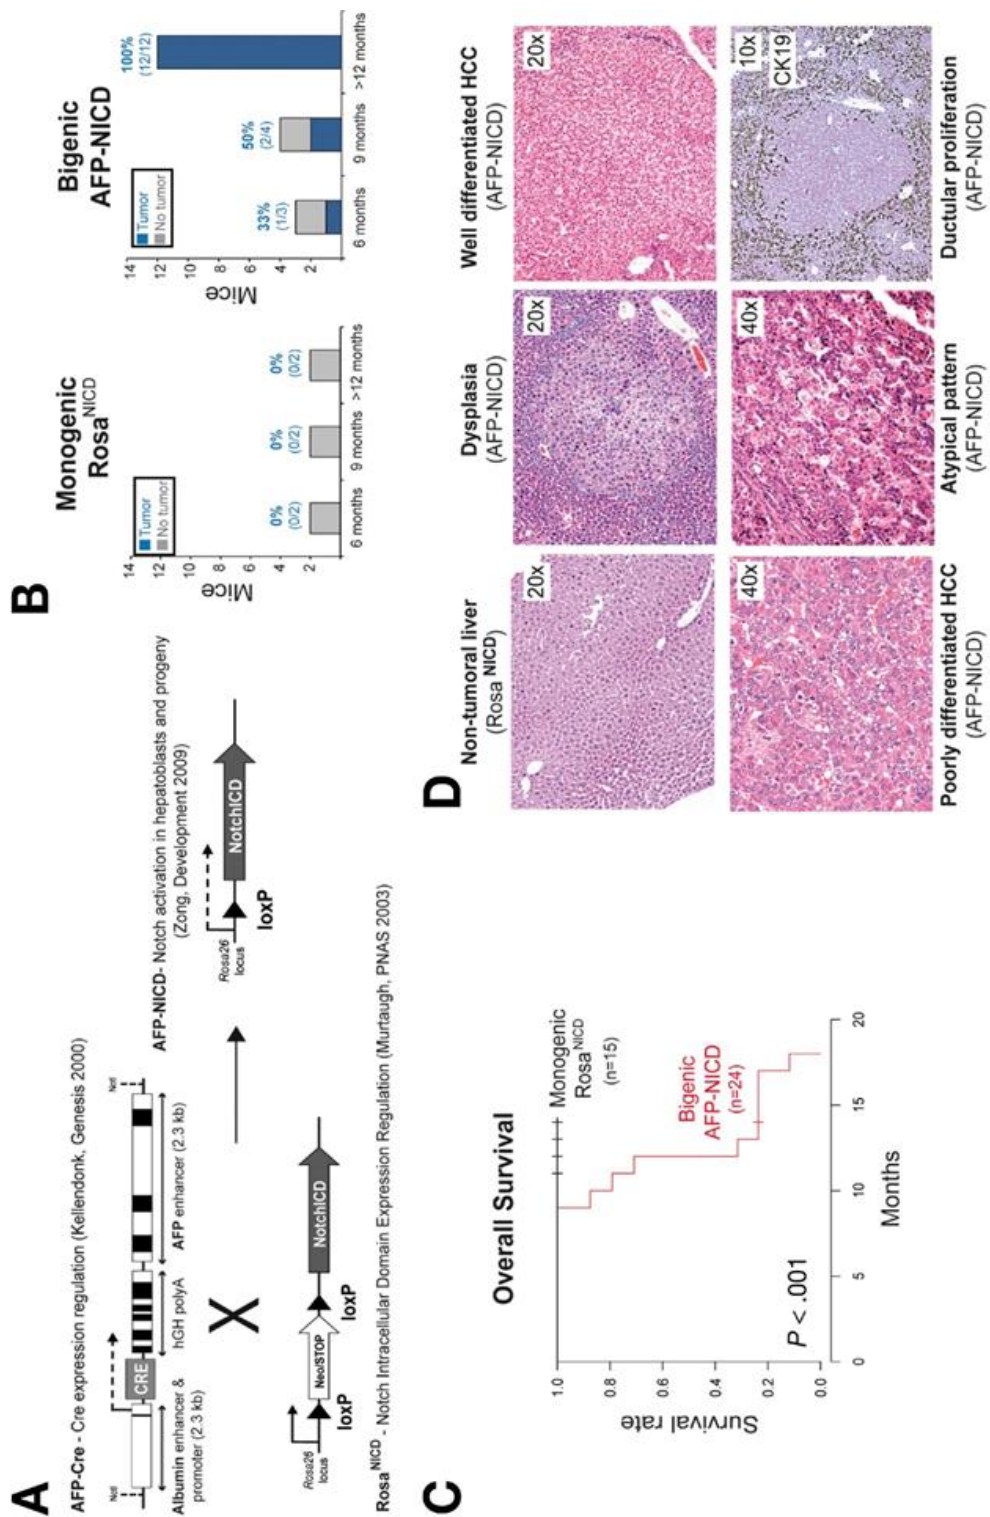 A
AFP-Cre - Cre expression regulation (Kellendonk, Genesis 2000)
NotI
CRE
NotI
Albumin enhancer &
promoter (2.3 kb)
hGH polyA
AFP enhancer (2.3 kb)
X
AFP-NICD- Notch activation in hepatoblasts and progeny
(Zong, Development 2009)
Rosa26
locus
loxP
NotchICD
Rosa26
locus
loxP
Neo/STOP
loxP
NotchICD
Rosa NICD - Notch Intracellular Domain Expression Regulation (Murtaugh, PNAS 2003)
B
Monogenic
Rosa NICD
Tumor
No tumor
Mice
14
12
10
8
6
4
2
0%
(0/2)
0%
(0/2)
0%
(0/2)
6 months
9 months
>12 months
Bigenic
AFP-NICD
Tumor
No tumor
Mice
14
12
10
8
6
4
2
33%
(1/3)
50%
(2/4)
100%
(12/12)
6 months
9 months
>12 months
C
Overall Survival
Survival rate
1.0
0.8
0.6
0.4
0.2
0.0
Monogenic
Rosa NICD
(n=15)
Bigenic
AFP-NICD
(n=24)
P < .001
0
5
10
15
20
Months
D
Non-tumoral liver
(Rosa NICD)
20x
Dysplasia
(AFP-NICD)
20x
Well differentiated HCC
(AFP-NICD)
20x
40x
Poorly differentiated HCC
(AFP-NICD)
40x
Atypical pattern
(AFP-NICD)
10x
CK19
Ductular proliferation
(AFP-NICD)